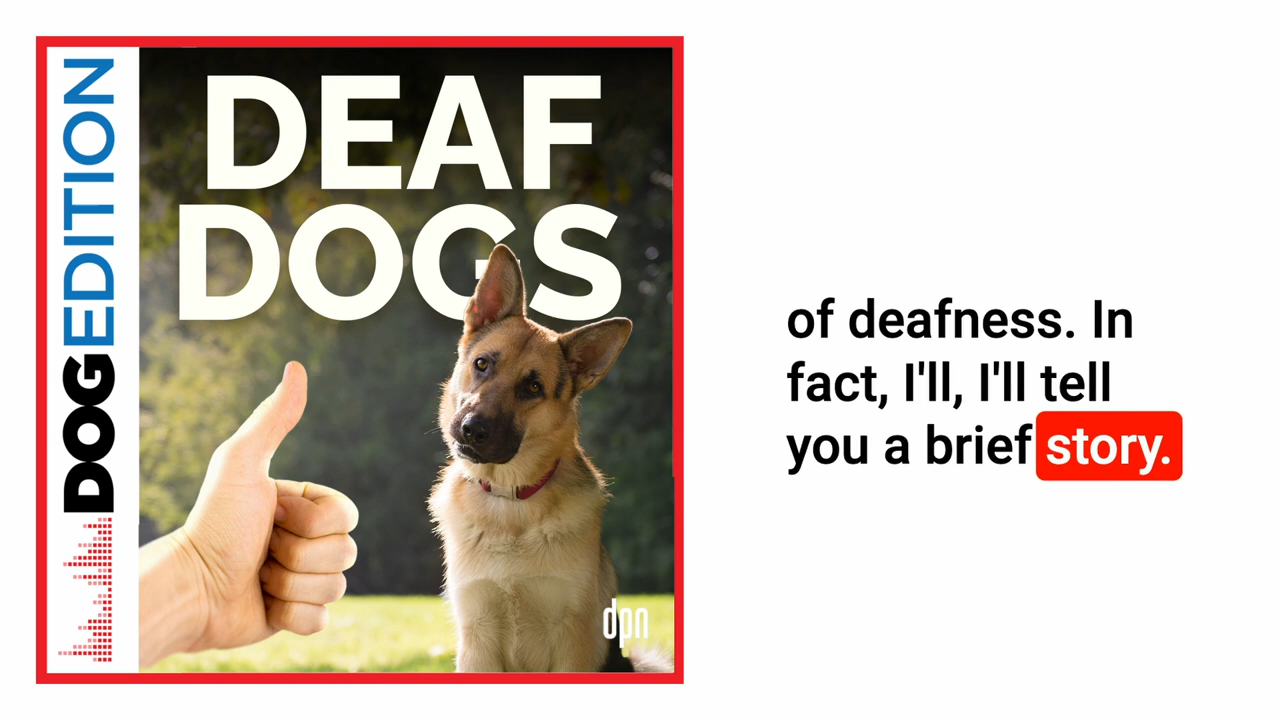 DOGEDITION
DEAF
DOGS
dpn
of deafness. In
fact, I'll, I'll tell
you a brief story.